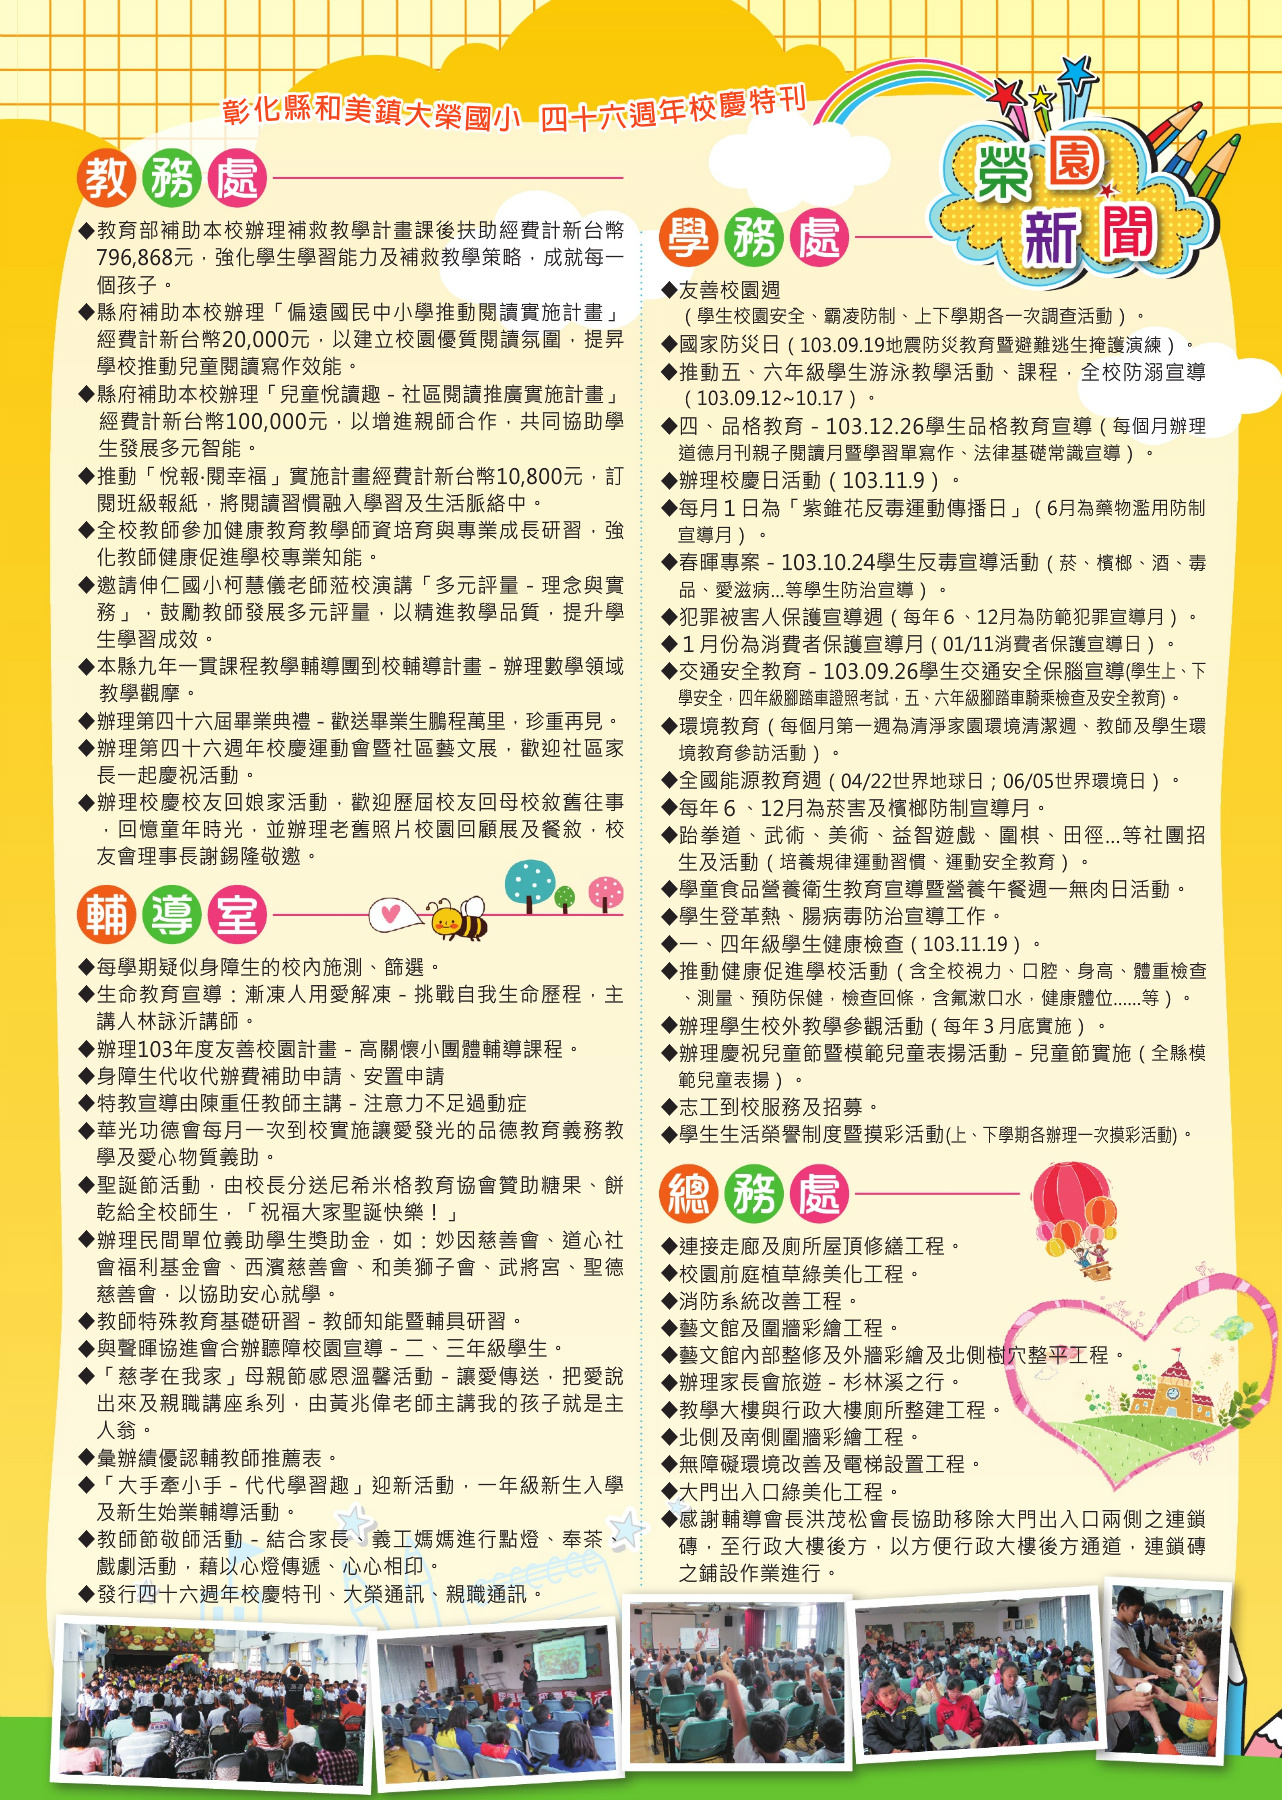 彰化縣和美鎮大榮國小 四十六週年校慶特刊
榮園
新聞
教務處
◆教育部補助本校辦理補救教學計畫課後扶助經費計新台幣
796,868元，強化學生學習能力及補救教學策略，成就每一
個孩子。
◆縣府補助本校辦理「偏遠國民中小學推動閱讀實施計畫」
經費計新台幣20,000元，以建立校園優質閱讀氛圍，提昇
學校推動兒童閱讀寫作效能。
◆縣府補助本校辦理「兒童悅讀趣－社區閱讀推廣實施計畫」
經費計新台幣100,000元，以增進親師合作，共同協助學
生發展多元智能。
◆推動「悅報‧閱幸福」實施計畫經費計新台幣10,800元，訂
閱班級報紙，將閱讀習慣融入學習及生活脈絡中。
◆全校教師參加健康教育教學師資培育與專業成長研習，強
化教師健康促進學校專業知能。
◆邀請伸仁國小柯慧儀老師蒞校演講「多元評量－理念與實
務」，鼓勵教師發展多元評量，以精進教學品質，提升學
生學習成效。
◆本縣九年一貫課程教學輔導團到校輔導計畫－辦理數學領域
教學觀摩。
◆辦理第四十六屆畢業典禮－歡送畢業生鵬程萬里，珍重再見。
◆辦理第四十六週年校慶運動會暨社區藝文展，歡迎社區家
長一起慶祝活動。
◆辦理校慶校友回娘家活動，歡迎歷屆校友回母校敘舊往事
，回憶童年時光，並辦理老舊照片校園回顧展及餐敘，校
友會理事長謝錫隆敬邀。
輔導室
◆每學期疑似身障生的校內施測、篩選。
◆生命教育宣導：漸凍人用愛解凍－挑戰自我生命歷程，主
講人林詠沂講師。
◆辦理103年度友善校園計畫－高關懷小團體輔導課程。
◆身障生代收代辦費補助申請、安置申請
◆特教宣導由陳重任教師主講－注意力不足過動症
◆華光功德會每月一次到校實施讓愛發光的品德教育義務教
學及愛心物質義助。
◆聖誕節活動，由校長分送尼希米格教育協會贊助糖果、餅
乾給全校師生，「祝福大家聖誕快樂！」
◆辦理民間單位義助學生獎助金，如：妙因慈善會、道心社
會福利基金會、西濱慈善會、和美獅子會、武將宮、聖德
慈善會，以協助安心就學。
◆教師特殊教育基礎研習－教師知能暨輔具研習。
◆與聲暉協進會合辦聽障校園宣導－二、三年級學生。
◆「慈孝在我家」母親節感恩溫馨活動－讓愛傳送，把愛說
出來及親職講座系列，由黃兆偉老師主講我的孩子就是主
人翁。
◆彙辦績優認輔教師推薦表。
◆「大手牽小手－代代學習趣」迎新活動，一年級新生入學
及新生始業輔導活動。
◆教師節敬師活動－結合家長、義工媽媽進行點燈、奉茶、
戲劇活動，藉以心燈傳遞、心心相印。
◆發行四十六週年校慶特刊、大榮通訊、親職通訊。
學務處
◆友善校園週
（學生校園安全、霸凌防制、上下學期各一次調查活動）。
◆國家防災日（103.09.19地震防災教育暨避難逃生掩護演練）。
◆推動五、六年級學生游泳教學活動、課程，全校防溺宣導
（103.09.12~10.17）。
◆四、品格教育－103.12.26學生品格教育宣導（每個月辦理
道德月刊親子閱讀月暨學習單寫作、法律基礎常識宣導）。
◆辦理校慶日活動（103.11.9）。
◆每月１日為「紫錐花反毒運動傳播日」（6月為藥物濫用防制
宣導月）。
◆春暉專案－103.10.24學生反毒宣導活動（菸、檳榔、酒、毒
品、愛滋病...等學生防治宣導）。
◆犯罪被害人保護宣導週（每年６、12月為防範犯罪宣導月）。
◆１月份為消費者保護宣導月（01/11消費者保護宣導日）。
◆交通安全教育－103.09.26學生交通安全保腦宣導(學生上、下
學安全，四年級腳踏車證照考試，五、六年級腳踏車騎乘檢查及安全教育)。
◆環境教育（每個月第一週為清淨家園環境清潔週、教師及學生環
境教育參訪活動）。
◆全國能源教育週（04/22世界地球日；06/05世界環境日）。
◆每年６、12月為菸害及檳榔防制宣導月。
◆跆拳道、武術、美術、益智遊戲、圍棋、田徑...等社團招
生及活動（培養規律運動習慣、運動安全教育）。
◆學童食品營養衛生教育宣導暨營養午餐週一無肉日活動。
◆學生登革熱、腸病毒防治宣導工作。
◆一、四年級學生健康檢查（103.11.19）。
◆推動健康促進學校活動（含全校視力、口腔、身高、體重檢查
、測量、預防保健，檢查回條，含氟漱口水，健康體位......等）。
◆辦理學生校外教學參觀活動（每年３月底實施）。
◆辦理慶祝兒童節暨模範兒童表揚活動－兒童節實施（全縣模
範兒童表揚）。
◆志工到校服務及招募。
◆學生生活榮譽制度暨摸彩活動(上、下學期各辦理一次摸彩活動)。
總務處
◆連接走廊及廁所屋頂修繕工程。
◆校園前庭植草綠美化工程。
◆消防系統改善工程。
◆藝文館及圍牆彩繪工程。
◆藝文館內部整修及外牆彩繪及北側樹穴整平工程。
◆辦理家長會旅遊－杉林溪之行。
◆教學大樓與行政大樓廁所整建工程。
◆北側及南側圍牆彩繪工程。
◆無障礙環境改善及電梯設置工程。
◆大門出入口綠美化工程。
◆感謝輔導會長洪茂松會長協助移除大門出入口兩側之連鎖
磚，至行政大樓後方，以方便行政大樓後方通道，連鎖磚
之鋪設作業進行。